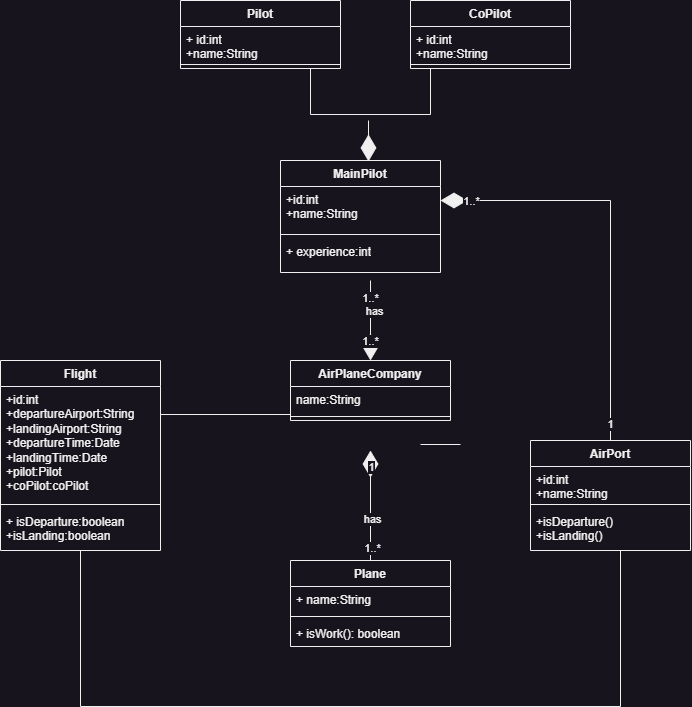 Pilot
+ id:int
+name:String
CoPilot
+ id:int
+name:String
MainPilot
+id:int
+name:String
+ experience:int
1..*
1..*
has
1..*
Flight
+id:int
+departureAirport:String
+landingAirport:String
+departureTime:Date
+landingTime:Date
+pilot:Pilot
+coPilot:coPilot
+ isDeparture:boolean
+isLanding:boolean
AirPlaneCompany
name:String
1
has
1..*
1
AirPort
+id:int
+name:String
+isDeparture()
+isLanding()
Plane
+ name:String
+ isWork(): boolean